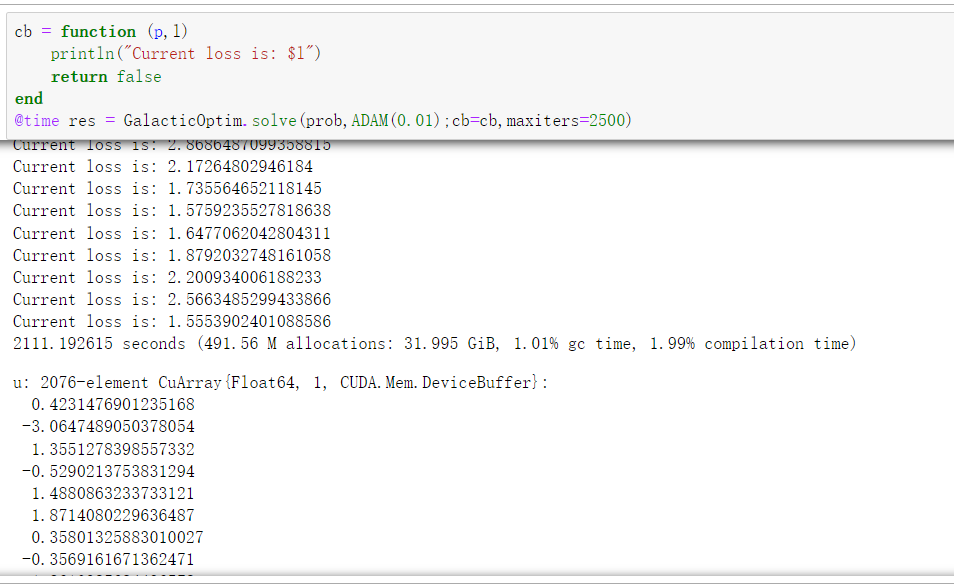 cb = function (p,l)
    println("Current loss is: $l")
    return false
end
@time res = GalacticOptim.solve(prob,ADAM(0.01);cb=cb,maxiters=2500)
Current loss is: 2.8686487099358815
Current loss is: 2.17264802946184
Current loss is: 1.735564652118145
Current loss is: 1.5759235527818638
Current loss is: 1.6477062042804311
Current loss is: 1.8792032748161058
Current loss is: 2.200934006188233
Current loss is: 2.5663485299433866
Current loss is: 1.5553902401088586
2111.192615 seconds (491.56 M allocations: 31.995 GiB, 1.01% gc time, 1.99% compilation time)
u: 2076-element CuArray{Float64, 1, CUDA.Mem.DeviceBuffer}:
  0.4231476901235168
 -3.0647489050378054
  1.3551278398557332
 -0.5290213753831294
  1.4880863233733121
  1.8714080229636487
  0.35801325883010027
 -0.3569161671362471